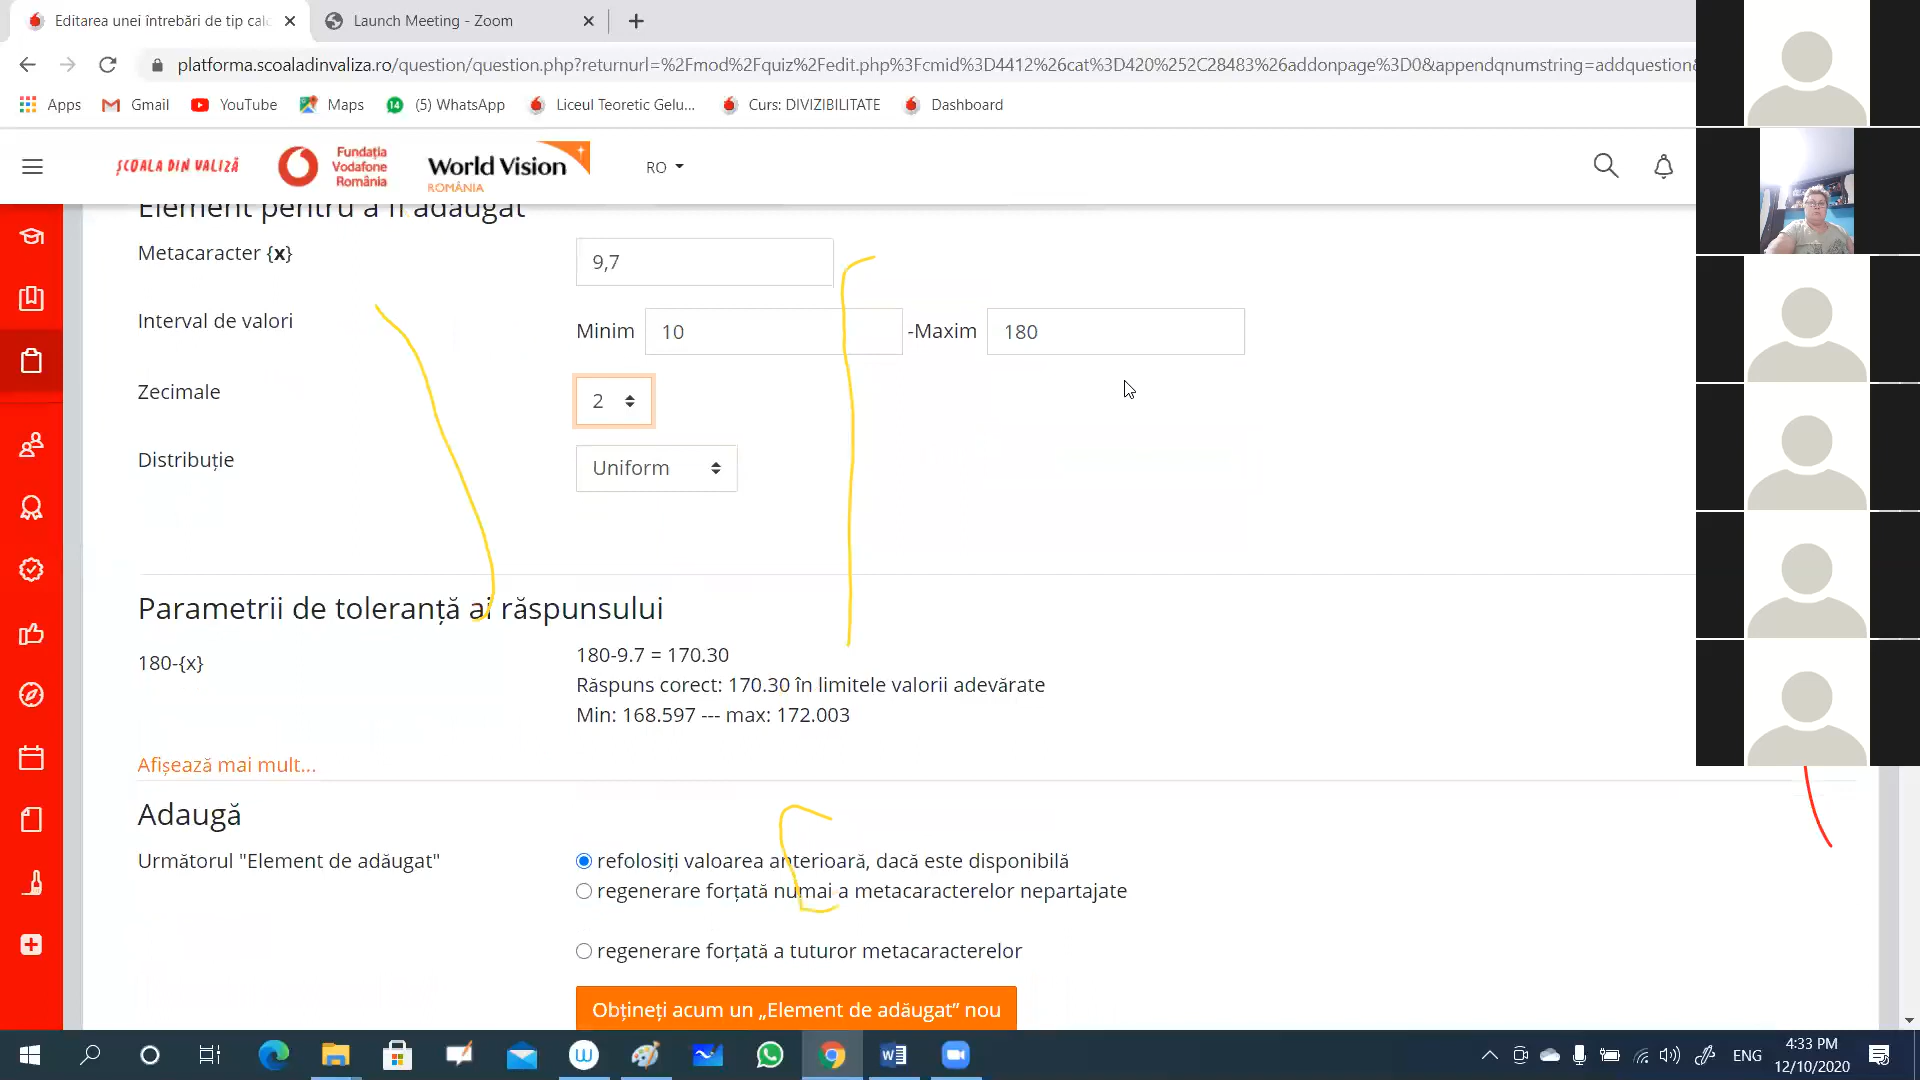 Editarea unei întrebări de tip calc
Launch Meeting - Zoom
platforma.scoaladinvaliza.ro/question/question.php?returnurl=%2Fmod%2Fquiz%2Fedit.php%3Fcmid%3D4412%26cat%3D420%252C28483%26addonpage%3D0&appendqnumstring=addquestion&
Apps
Gmail
YouTube
Maps
14
(5) WhatsApp
Liceul Teoretic Gelu...
Curs: DIVIZIBILITATE
Dashboard
ȘCOALA DIN VALIZĂ
Fundația
Vodafone
România
World Vision
ROMÂNIA
RO
Element pentru a fi adăugat
Metacaracter {x}
9,7
Interval de valori
Minim
10
-Maxim
180
Zecimale
2
Distribuție
Uniform
Parametrii de toleranță ai răspunsului
180-{x}
180-9.7 = 170.30
Răspuns corect: 170.30 în limitele valorii adevărate
Min: 168.597 --- max: 172.003
Afișează mai mult...
Adaugă
Următorul "Element de adăugat"
refolosiți valoarea anterioară, dacă este disponibilă
regenerare forțată numai a metacaracterelor nepartajate
regenerare forțată a tuturor metacaracterelor
Obțineți acum un „Element de adăugat” nou
ENG
4:33 PM
12/10/2020